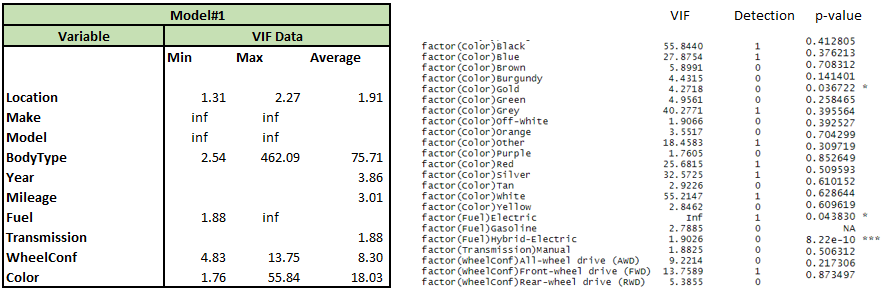 Model#1
Variable VIF Data
Min Max Average
Location 1.31 2.27 1.91
Make inf inf
Model inf inf
BodyType 2.54 462.09 75.71
Year 3.86
Mileage 3.01
Fuel 1.88 inf
Transmission 1.88
WheelConf 4.83 13.75 8.30
Color 1.76 55.84 18.03
VIF Detection p-value
0.412805
factor(Color)Black 55.8440 1 0.376213
factor(Color)Blue 27.8754 1 0.708312
factor(Color)Brown 5.8991 0 0.141401
factor(Color)Burgundy 4.4315 0 0.036722 *
factor(Color)Gold 4.2718 0 0.258465
factor(Color)Green 4.9561 0 0.395564
factor(Color)Grey 40.2771 1 0.392527
factor(Color)Off-White 1.9066 0 0.704299
factor(Color)Orange 3.5517 0 0.309719
factor(Color)Other 18.4583 1 0.852649
factor(Color)Purple 1.7605 0 0.509593
factor(Color)Red 25.6815 1 0.610152
factor(Color)Silver 32.5725 1 0.628644
factor(Color)Tan 2.9226 0 0.609619
factor(Color)White 55.2147 1 0.043830 *
factor(Color)Yellow 2.8462 0
factor(Fuel)Electric Inf 1 NA
factor(Fuel)Gasoline 2.7885 0 8.22e-10 ***
factor(Fuel)Hybrid-Electric 1.9026 0 0.506312
factor(Transmission)Manual 1.8825 0 0.217306
factor(WheelConf)All-wheel drive (AWD) 9.2214 0 0.873497
factor(WheelConf)Front-wheel drive (FWD) 13.7589 1
factor(WheelConf)Rear-wheel drive (RWD) 5.3855 0